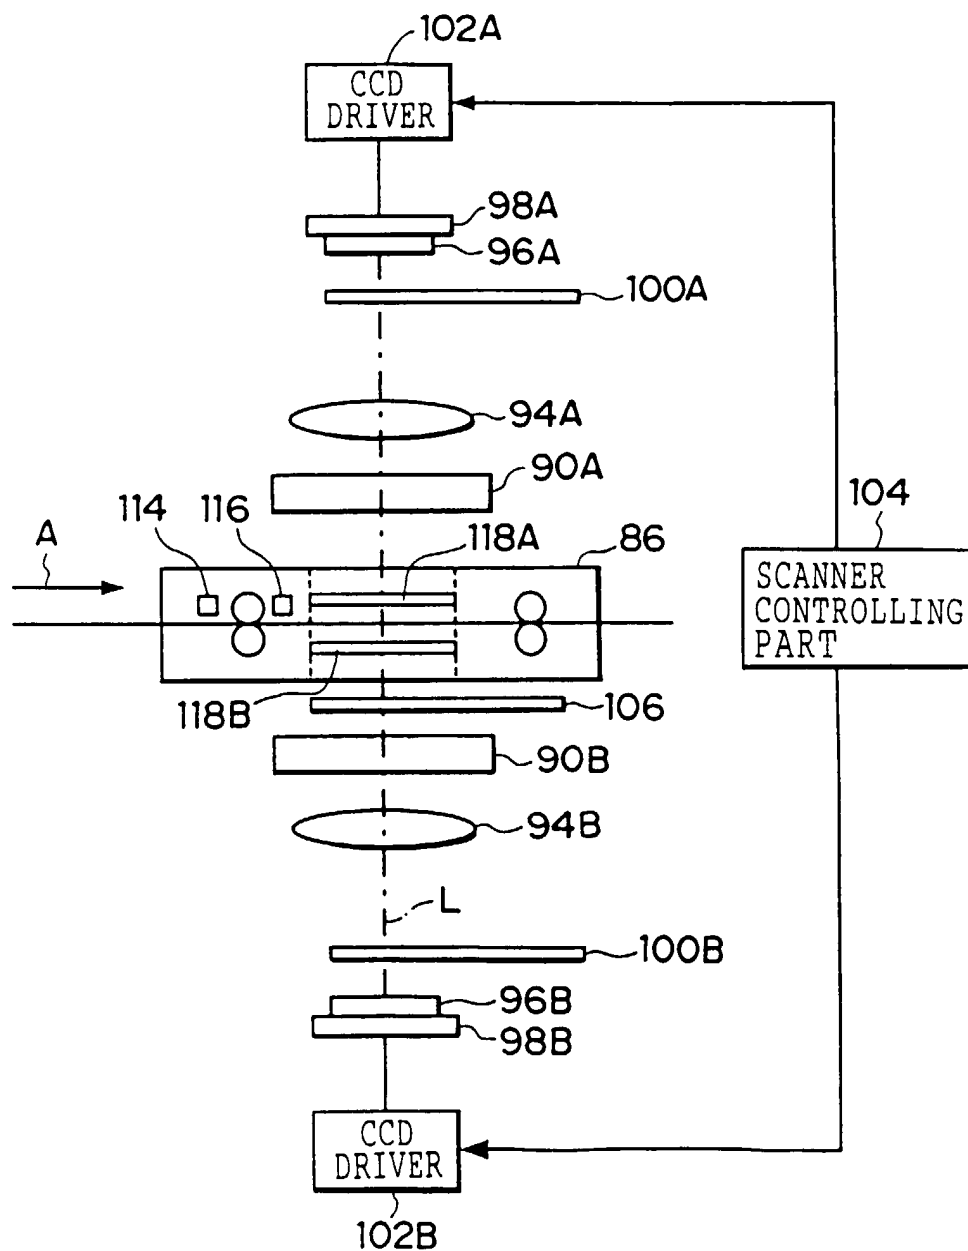 102A
CCD
DRIVER
98A
96A
100A
94A
90A
104
114
116
118A
86
A
SCANNER
CONTROLLING
PART
118B
106
90B
94B
L
100B
96B
98B
CCD
DRIVER
102B